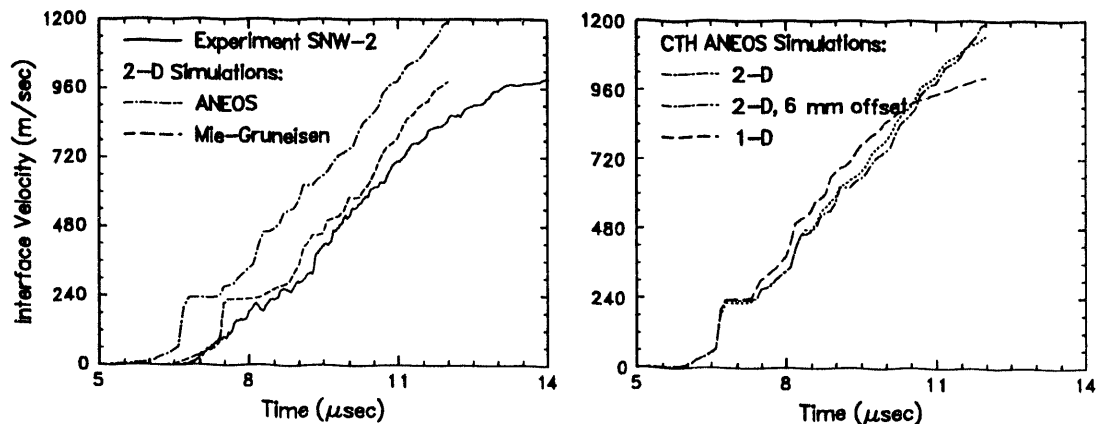 1200
960
720
480
240
0
Interface Velocity (m/sec)
Experiment SNW-2
2-D Simulations:
ANEOS
Mie-Gruneisen
5
8
11
14
Time (μsec)
1200
960
720
480
240
0
CTH ANEOS Simulations:
2-D
2-D, 6 mm offset
1-D
5
8
11
14
Time (μsec)